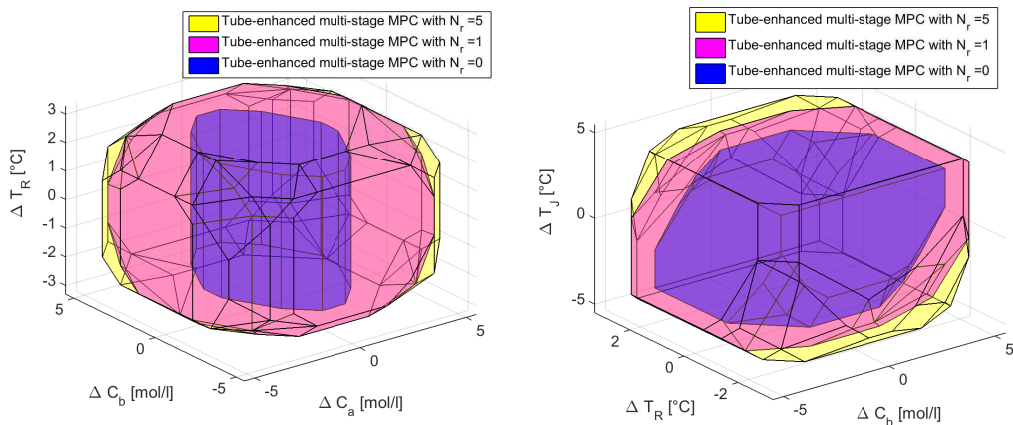 Tube-enhanced multi-stage MPC with N_r =5
Tube-enhanced multi-stage MPC with N_r =1
Tube-enhanced multi-stage MPC with N_r =0
3
2
1
0
-1
-2
-3
Δ T_R [°C]
5
0
-5
Δ C_b [mol/l]
-5
0
5
Δ C_a [mol/l]
Tube-enhanced multi-stage MPC with N_r =5
Tube-enhanced multi-stage MPC with N_r =1
Tube-enhanced multi-stage MPC with N_r =0
5
0
-5
Δ T_J [°C]
2
0
-2
Δ T_R [°C]
-5
0
5
Δ C_b [mol/l]